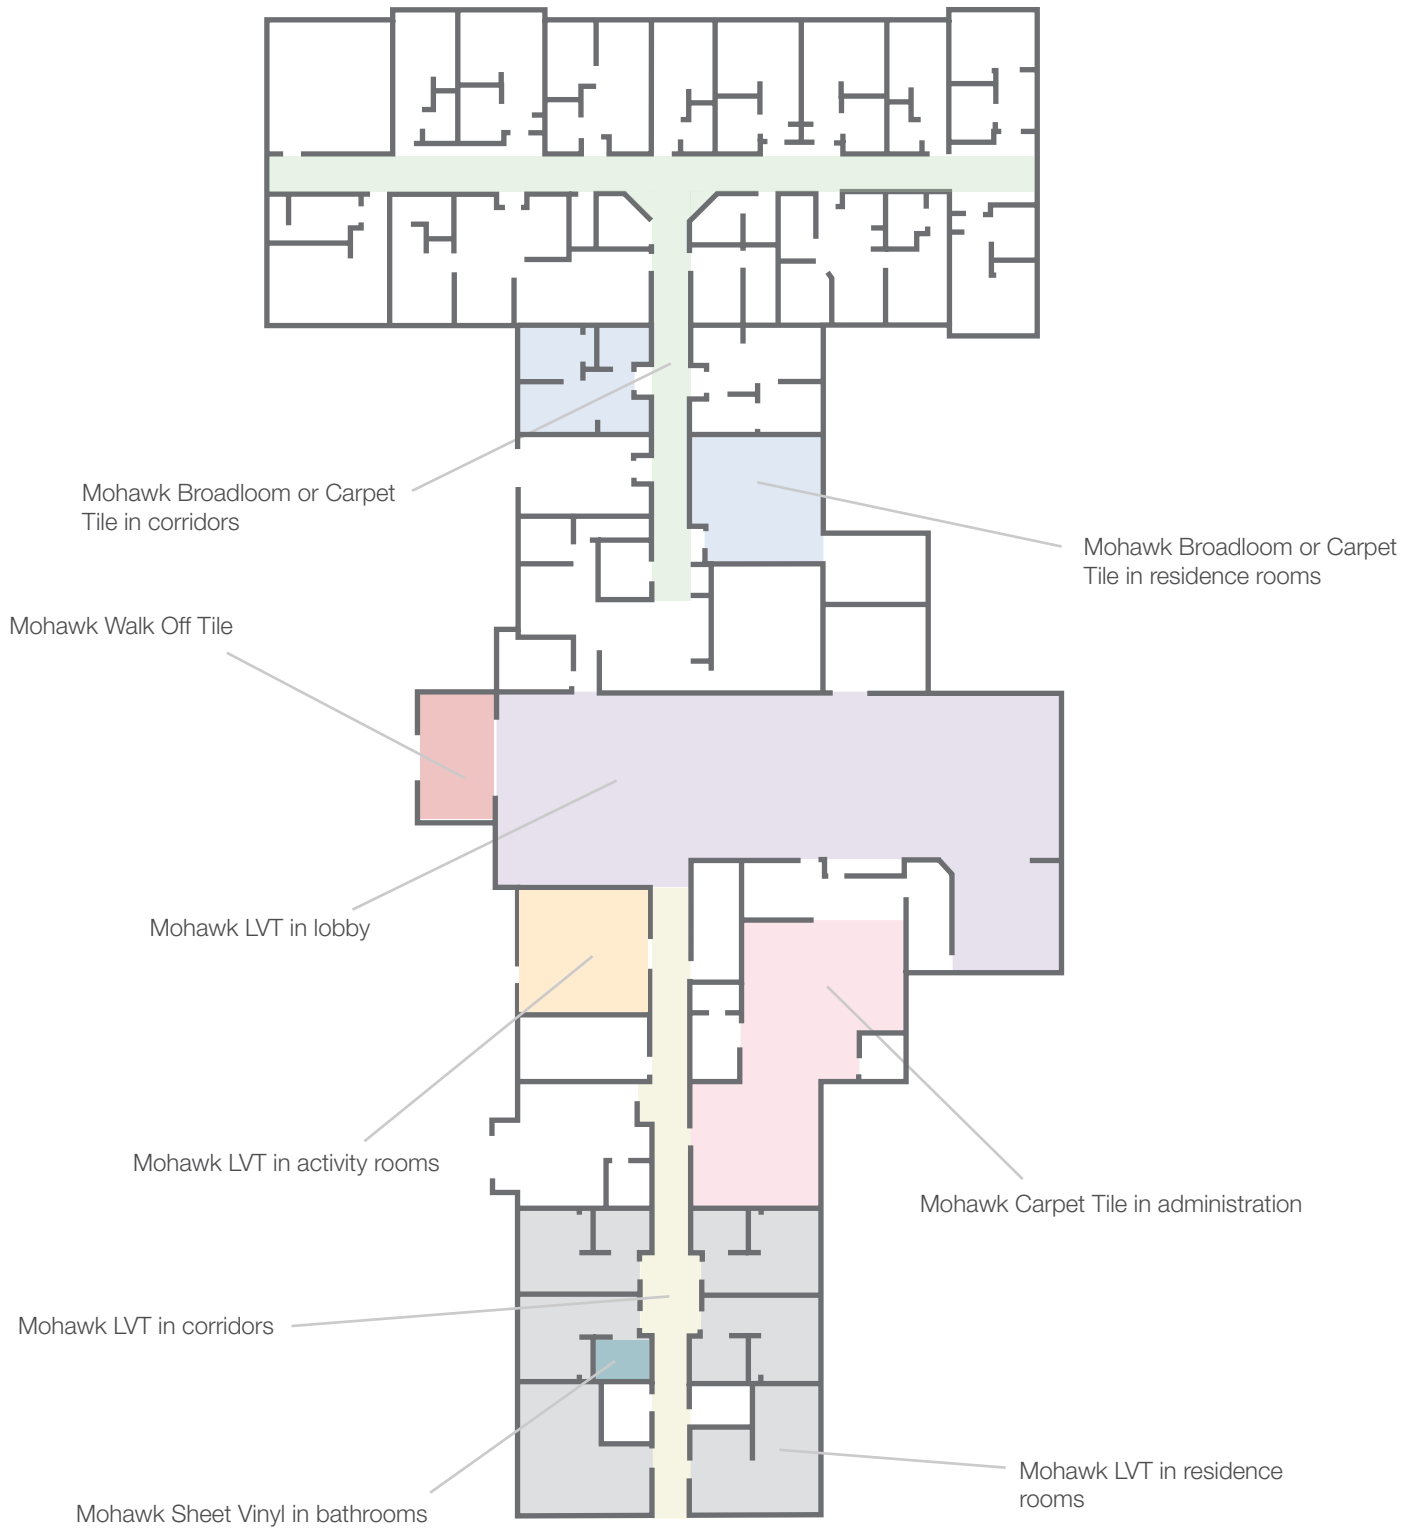 Mohawk Broadloom or Carpet
Tile in corridors
Mohawk Broadloom or Carpet
Tile in residence rooms
Mohawk Walk Off Tile
Mohawk LVT in lobby
Mohawk LVT in activity rooms
Mohawk Carpet Tile in administration
Mohawk LVT in corridors
Mohawk LVT in residence
rooms
Mohawk Sheet Vinyl in bathrooms